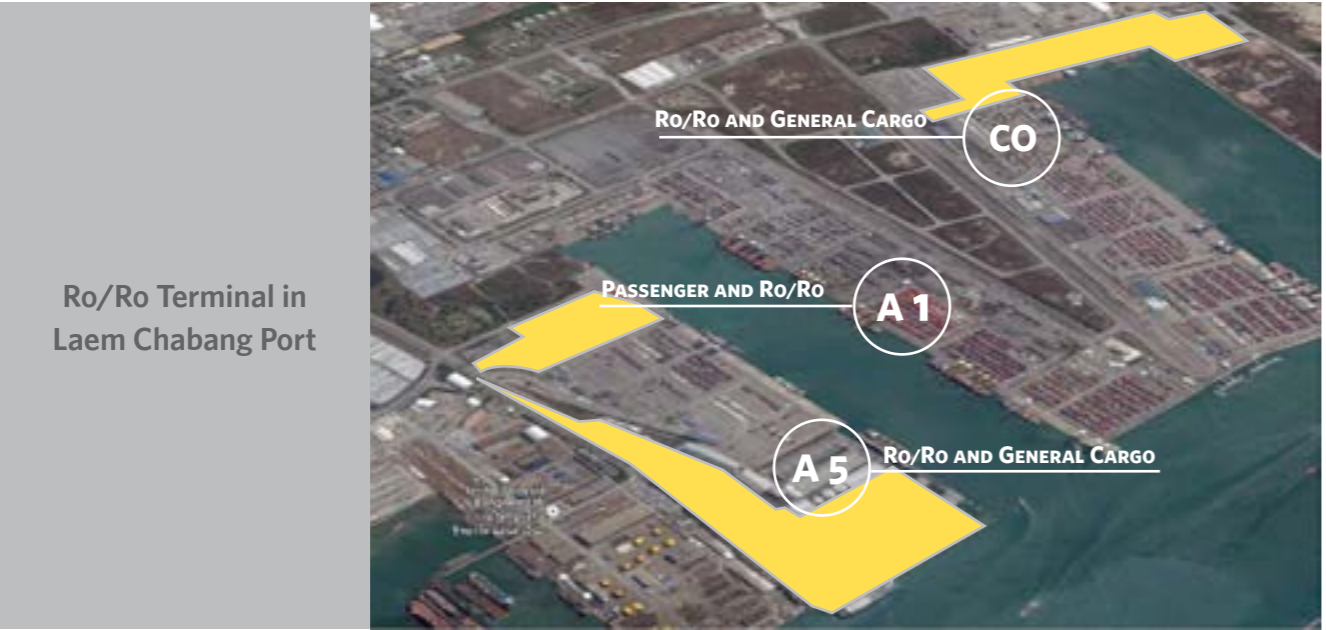 Ro/Ro Terminal in
Laem Chabang Port
RO/RO AND GENERAL CARGO
CO
PASSENGER AND RO/RO
A 1
A 5
RO/RO AND GENERAL CARGO